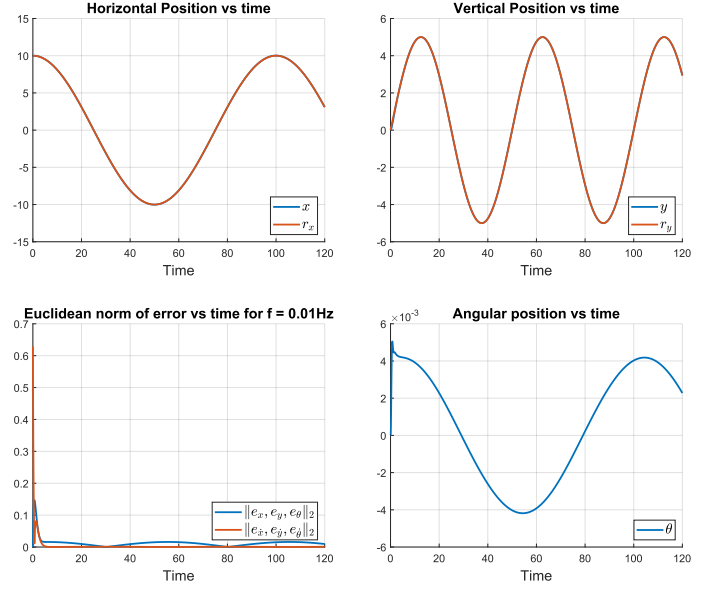 Horizontal Position vs time
15
10
5
0
-5
-10
-15
0 20 40 60 80 100 120
Time
x
r_x
Vertical Position vs time
6
4
2
0
-2
-4
-6
0 20 40 60 80 100 120
Time
y
r_y
Euclidean norm of error vs time for f = 0.01Hz
0.7
0.6
0.5
0.4
0.3
0.2
0.1
0
0 20 40 60 80 100 120
Time
‖e_x, e_y, e_θ‖_2
‖e_ẋ, e_ẏ, e_θ̇‖_2
Angular position vs time
×10^-3
6
4
2
0
-2
-4
-6
0 20 40 60 80 100 120
Time
θ